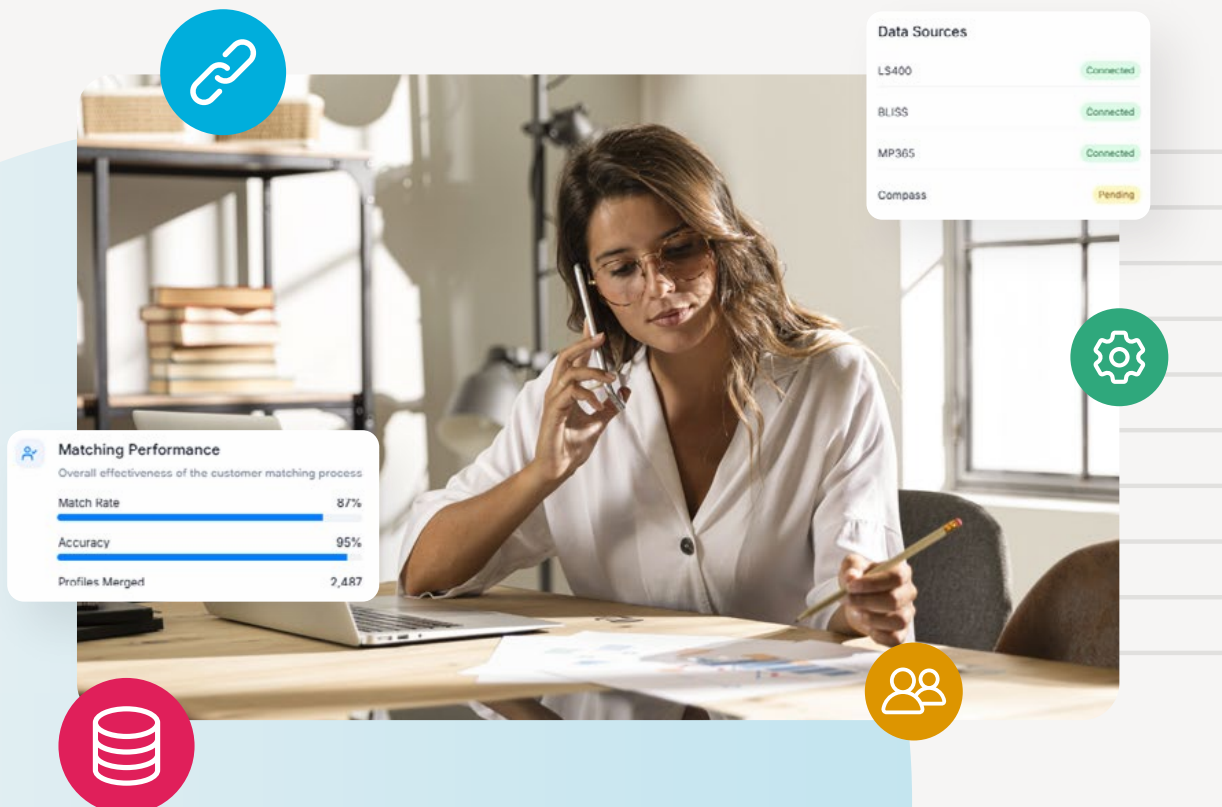 Data Sources
LS400 Connected
BLISS Connected
MP365 Connected
Compass Pending
Matching Performance
Overall effectiveness of the customer matching process
Match Rate 87%
Accuracy 95%
Profiles Merged 2,487